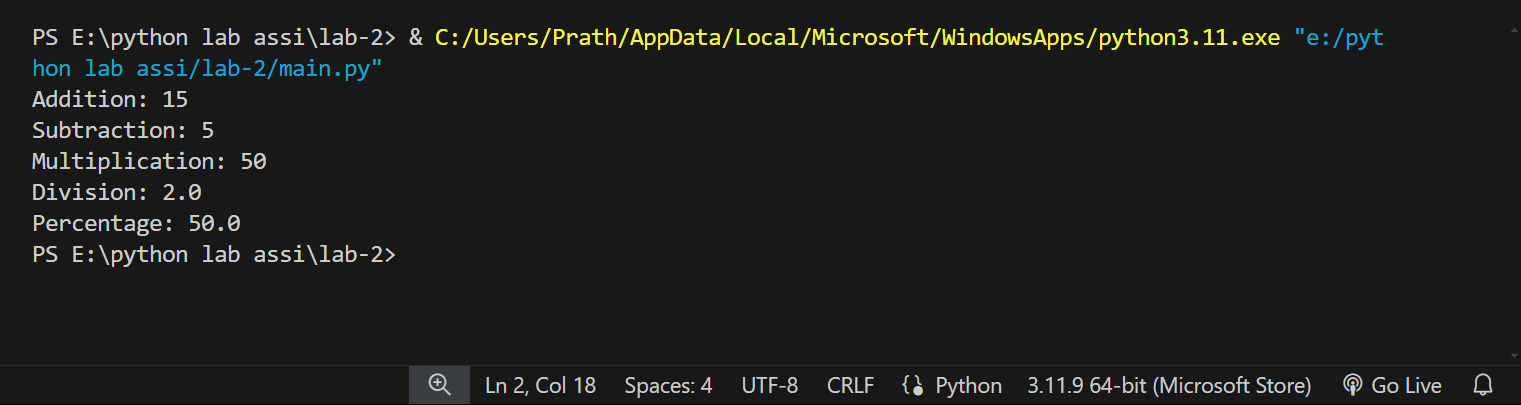 PS E:\python lab assi\lab-2> & C:/Users/Prath/AppData/Local/Microsoft/WindowsApps/python3.11.exe "e:/pyt
hon lab assi/lab-2/main.py"
Addition: 15
Subtraction: 5
Multiplication: 50
Division: 2.0
Percentage: 50.0
PS E:\python lab assi\lab-2>
Ln 2, Col 18 Spaces: 4 UTF-8 CRLF Python 3.11.9 64-bit (Microsoft Store) Go Live